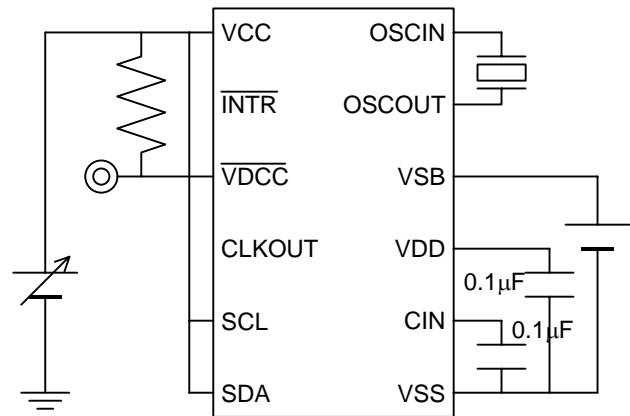 VCC OSCIN
INTR OSCOUT
VDCC VSB
CLKOUT VDD
0.1µF
SCL CIN
0.1µF
SDA VSS